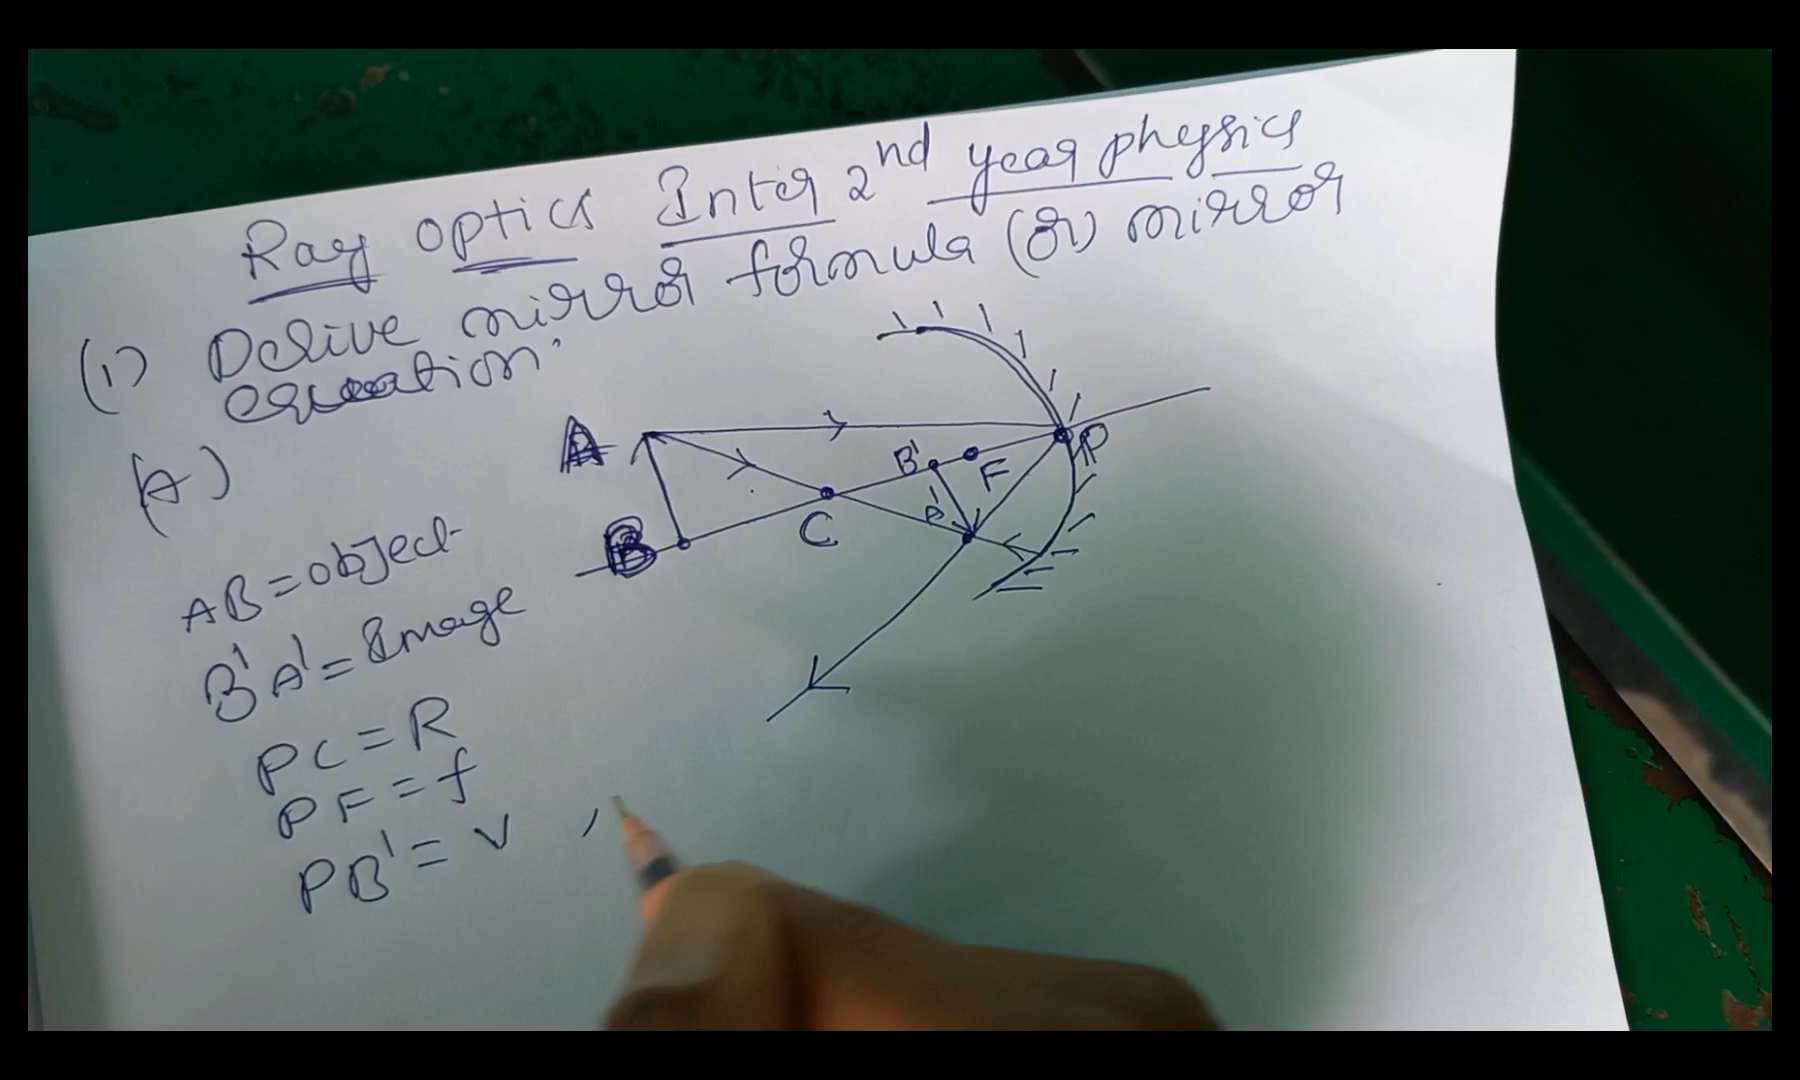 Ray optics Inter 2nd year physics
(1) Derive mirror formula (or) mirror
equation.
(A)
A
B
C
B'
A'
F
P
AB = object
B'A' = Image
PC = R
PF = f
PB' = v ,